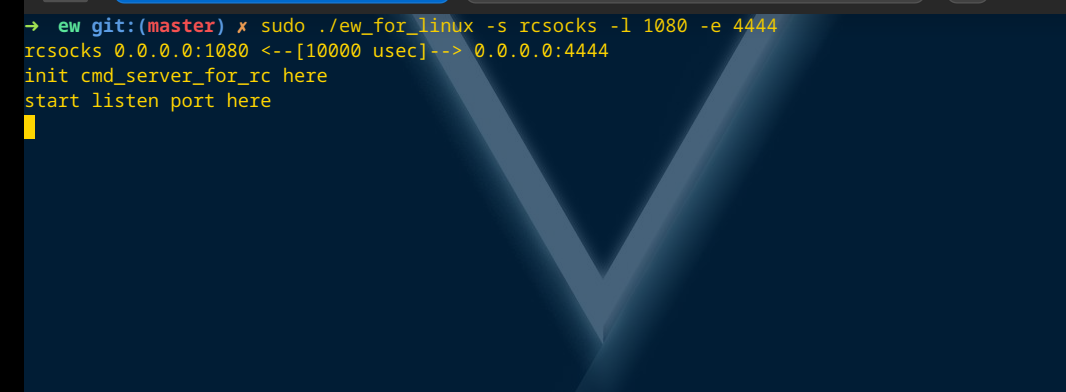 ➜ ew git:(master) ✗ sudo ./ew_for_linux -s rcsocks -l 1080 -e 4444
rcsocks 0.0.0.0:1080 <--[10000 usec]--> 0.0.0.0:4444
init cmd_server_for_rc here
start listen port here